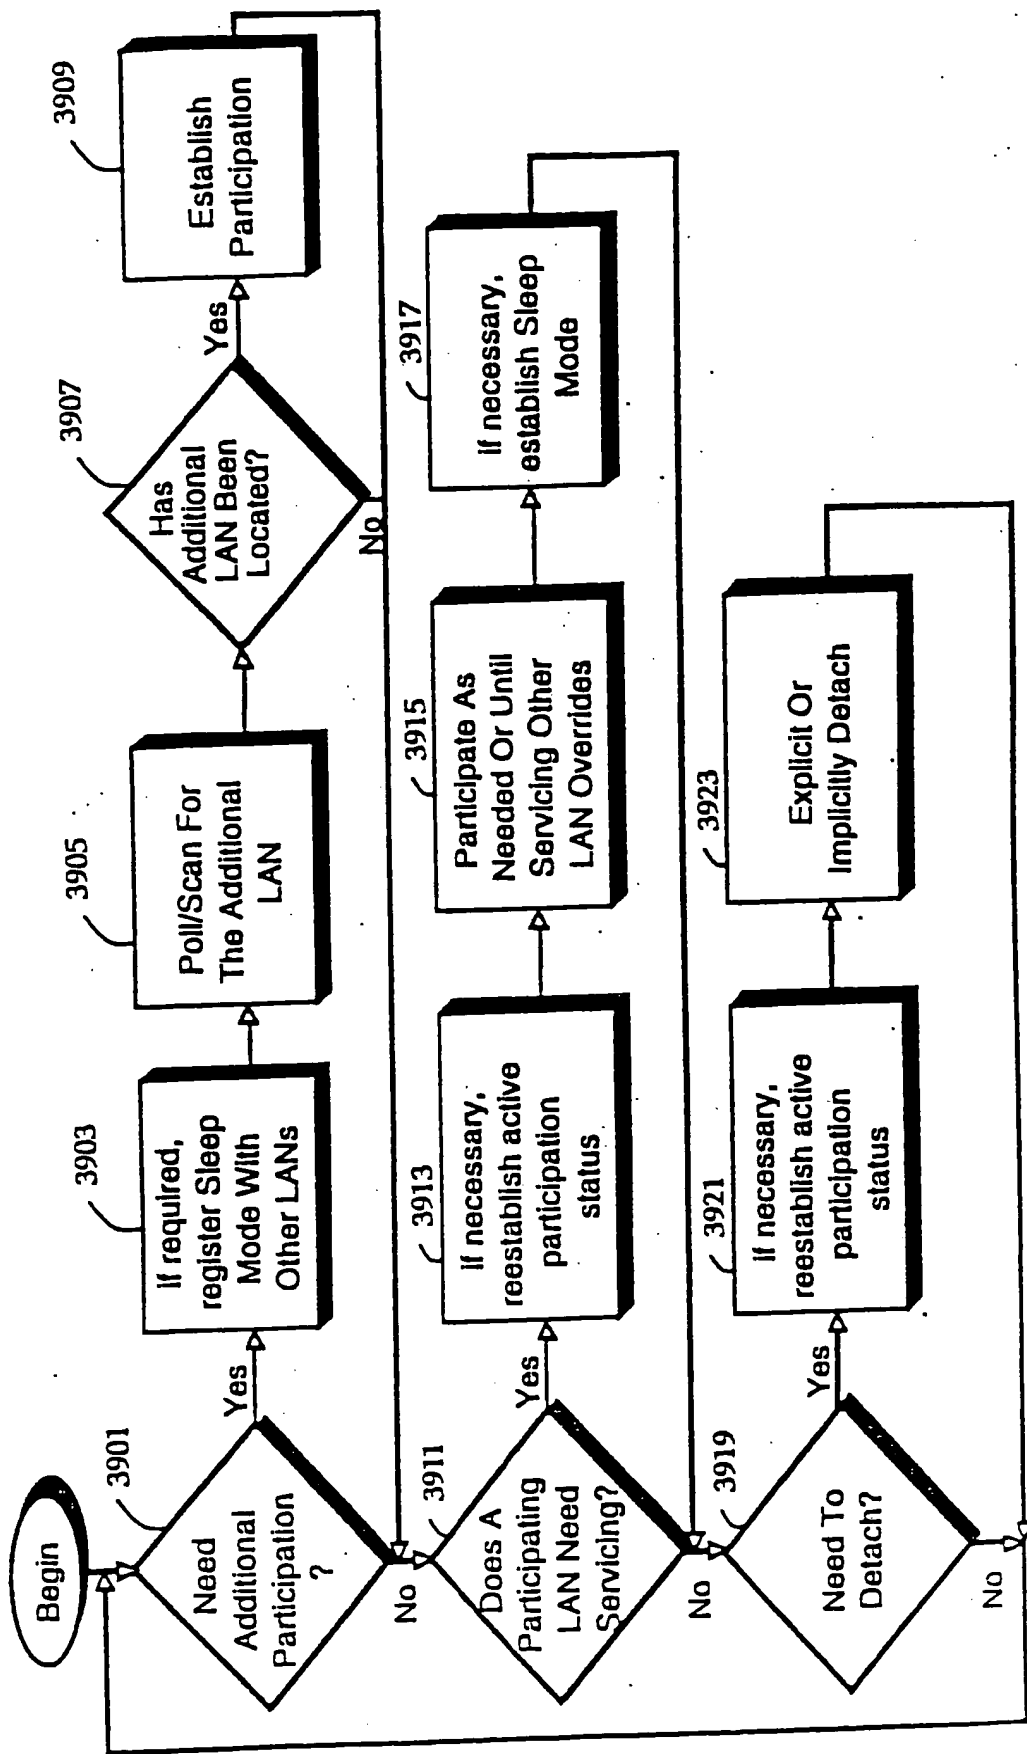 Begin
3901
Need
Additional
Participation
?
Yes
No
3903
If required,
register Sleep
Mode With
Other LANs
3905
Poll/Scan For
The Additional
LAN
3907
Has
Additional
LAN Been
Located?
Yes
No
3909
Establish
Participation
3911
Does A
Participating
LAN Need
Servicing?
Yes
No
3913
If necessary,
reestablish active
participation
status
3915
Participate As
Needed Or Until
Servicing Other
LAN Overrides
3917
If necessary,
establish Sleep
Mode
3919
Need To
Detach?
Yes
No
3921
If necessary,
reestablish active
participation
status
3923
Explicit Or
Implicitly Detach